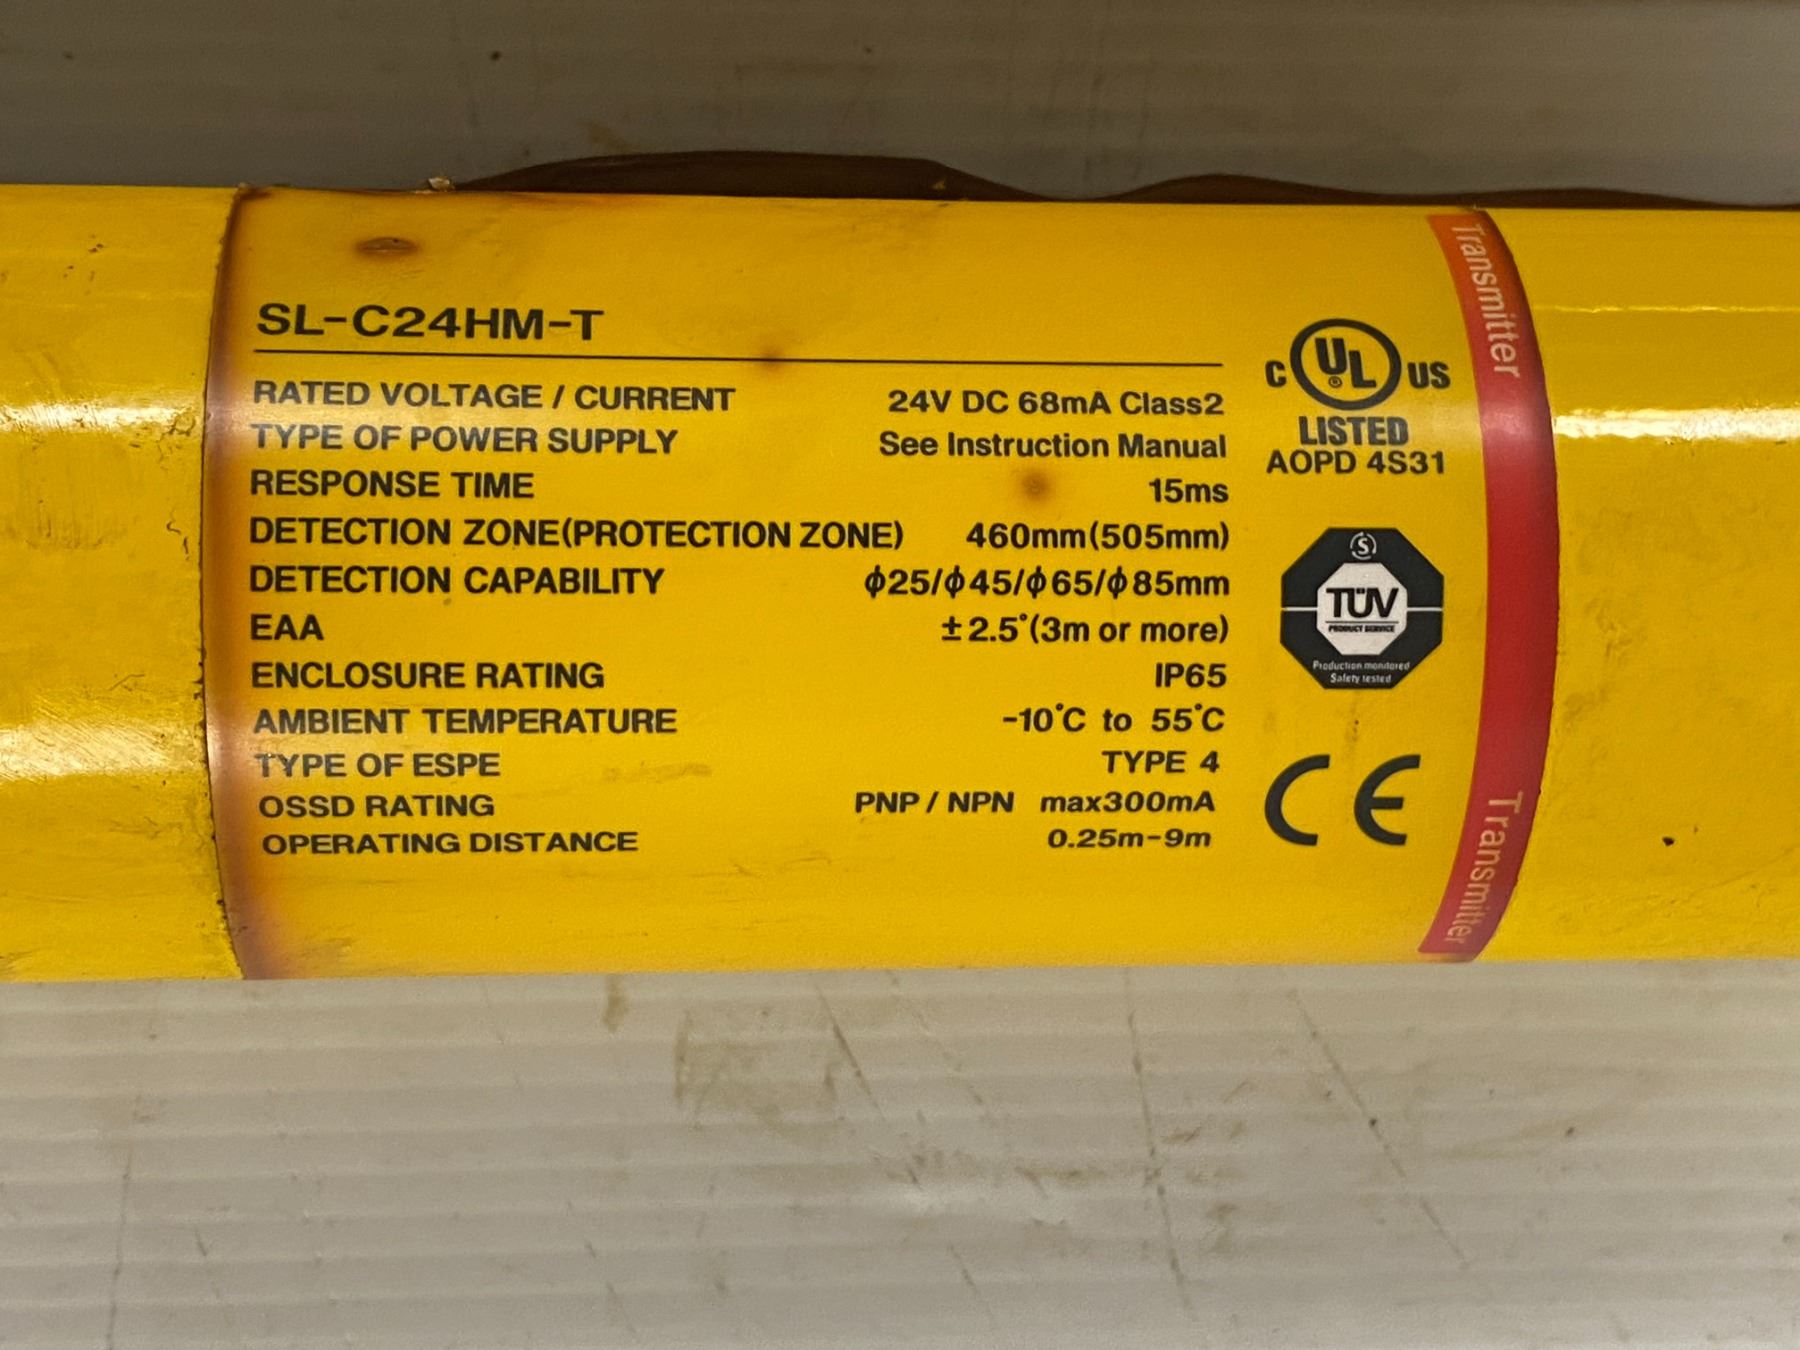 SL-C24HM-T
RATED VOLTAGE / CURRENT 24V DC 68mA Class2
TYPE OF POWER SUPPLY See Instruction Manual
RESPONSE TIME 15ms
DETECTION ZONE(PROTECTION ZONE) 460mm(505mm)
DETECTION CAPABILITY ϕ25/ϕ45/ϕ65/ϕ85mm
EAA ±2.5°(3m or more)
ENCLOSURE RATING IP65
AMBIENT TEMPERATURE -10°C to 55°C
TYPE OF ESPE TYPE 4
OSSD RATING PNP / NPN max300mA
OPERATING DISTANCE 0.25m-9m
C UL ® US
LISTED
AOPD 4S31
S
TÜV
PRODUCT SERVICE
Production monitored
Safety tested
CE
Transmitter
Transmitter